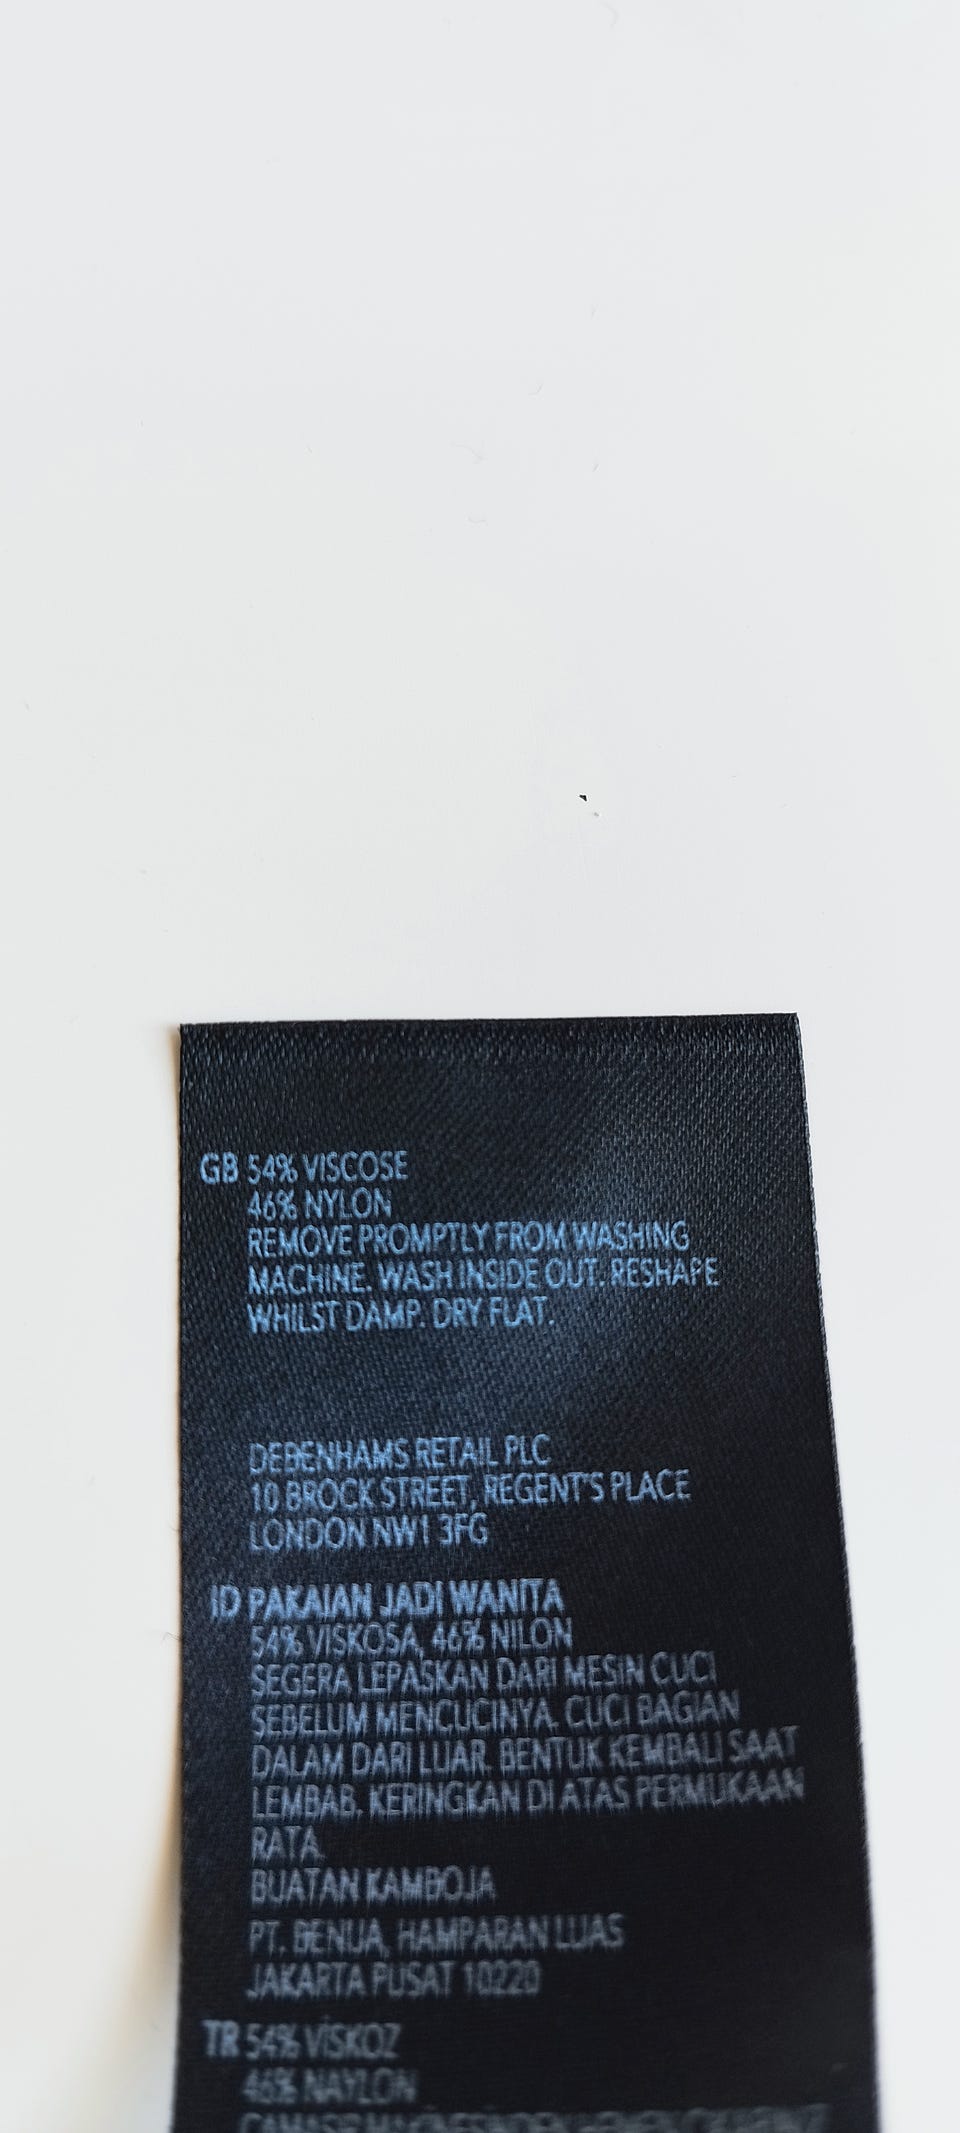 GB 54% VISCOSE
46% NYLON
REMOVE PROMPTLY FROM WASHING
MACHINE. WASH INSIDE OUT. RESHAPE
WHILST DAMP. DRY FLAT.
DEBENHAMS RETAIL PLC
10 BROCK STREET, REGENT'S PLACE
LONDON NW1 3FG
ID PAKAIAN JADI WANITA
54% VISKOSA, 46% NILON
SEGERA LEPASKAN DARI MESIN CUCI
SEBELUM MENCUCINYA. CUCI BAGIAN
DALAM DARI LUAR. BENTUK KEMBALI SAAT
LEMBAB. KERINGKAN DI ATAS PERMUKAAN
RATA.
BUATAN KAMBOJA
PT. BENUA, HAMPARAN LUAS
JAKARTA PUSAT 10220
TR 54% VİSKOZ
46% NAYLON